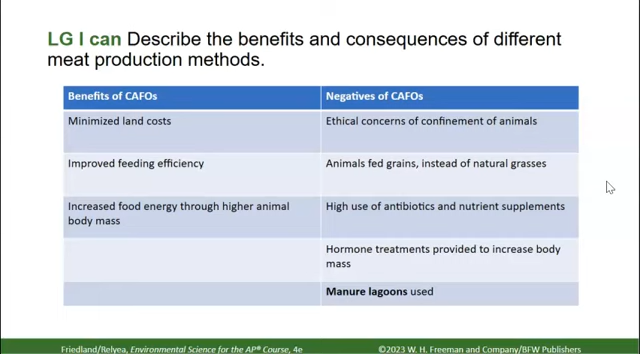 LG I can Describe the benefits and consequences of different
meat production methods.
Benefits of CAFOs
Negatives of CAFOs
Minimized land costs
Ethical concerns of confinement of animals
Improved feeding efficiency
Animals fed grains, instead of natural grasses
Increased food energy through higher animal
body mass
High use of antibiotics and nutrient supplements
Hormone treatments provided to increase body
mass
Manure lagoons used
Friedland/Relyea, Environmental Science for the AP® Course, 4e
©2023 W. H. Freeman and Company/BFW Publishers